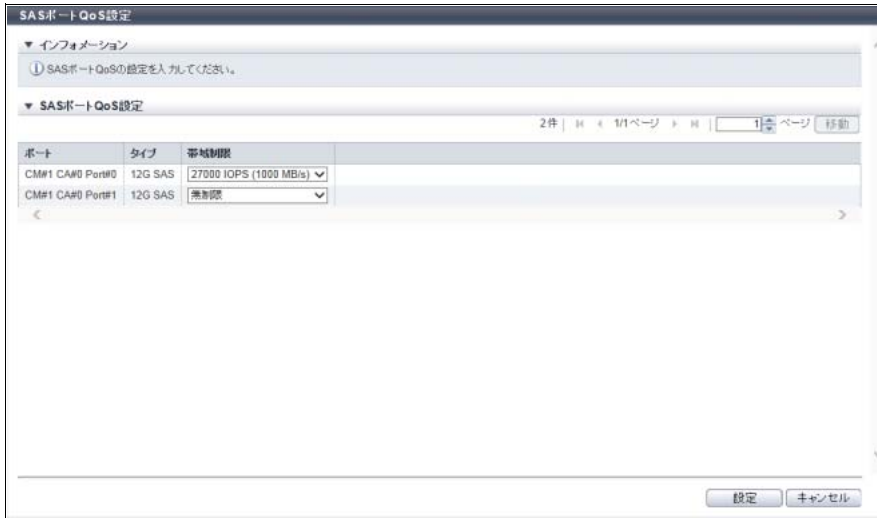 SASポートQoS設定
▼ インフォメーション
SASポートQoSの設定を入力してください。
▼ SASポートQoS設定
2件 | 1/1ページ | 1 ページ 移動
ポート タイプ 帯域制限
CM#1 CA#0 Port#0 12G SAS 27000 IOPS (1000 MB/s)
CM#1 CA#0 Port#1 12G SAS 無制限
設定 キャンセル